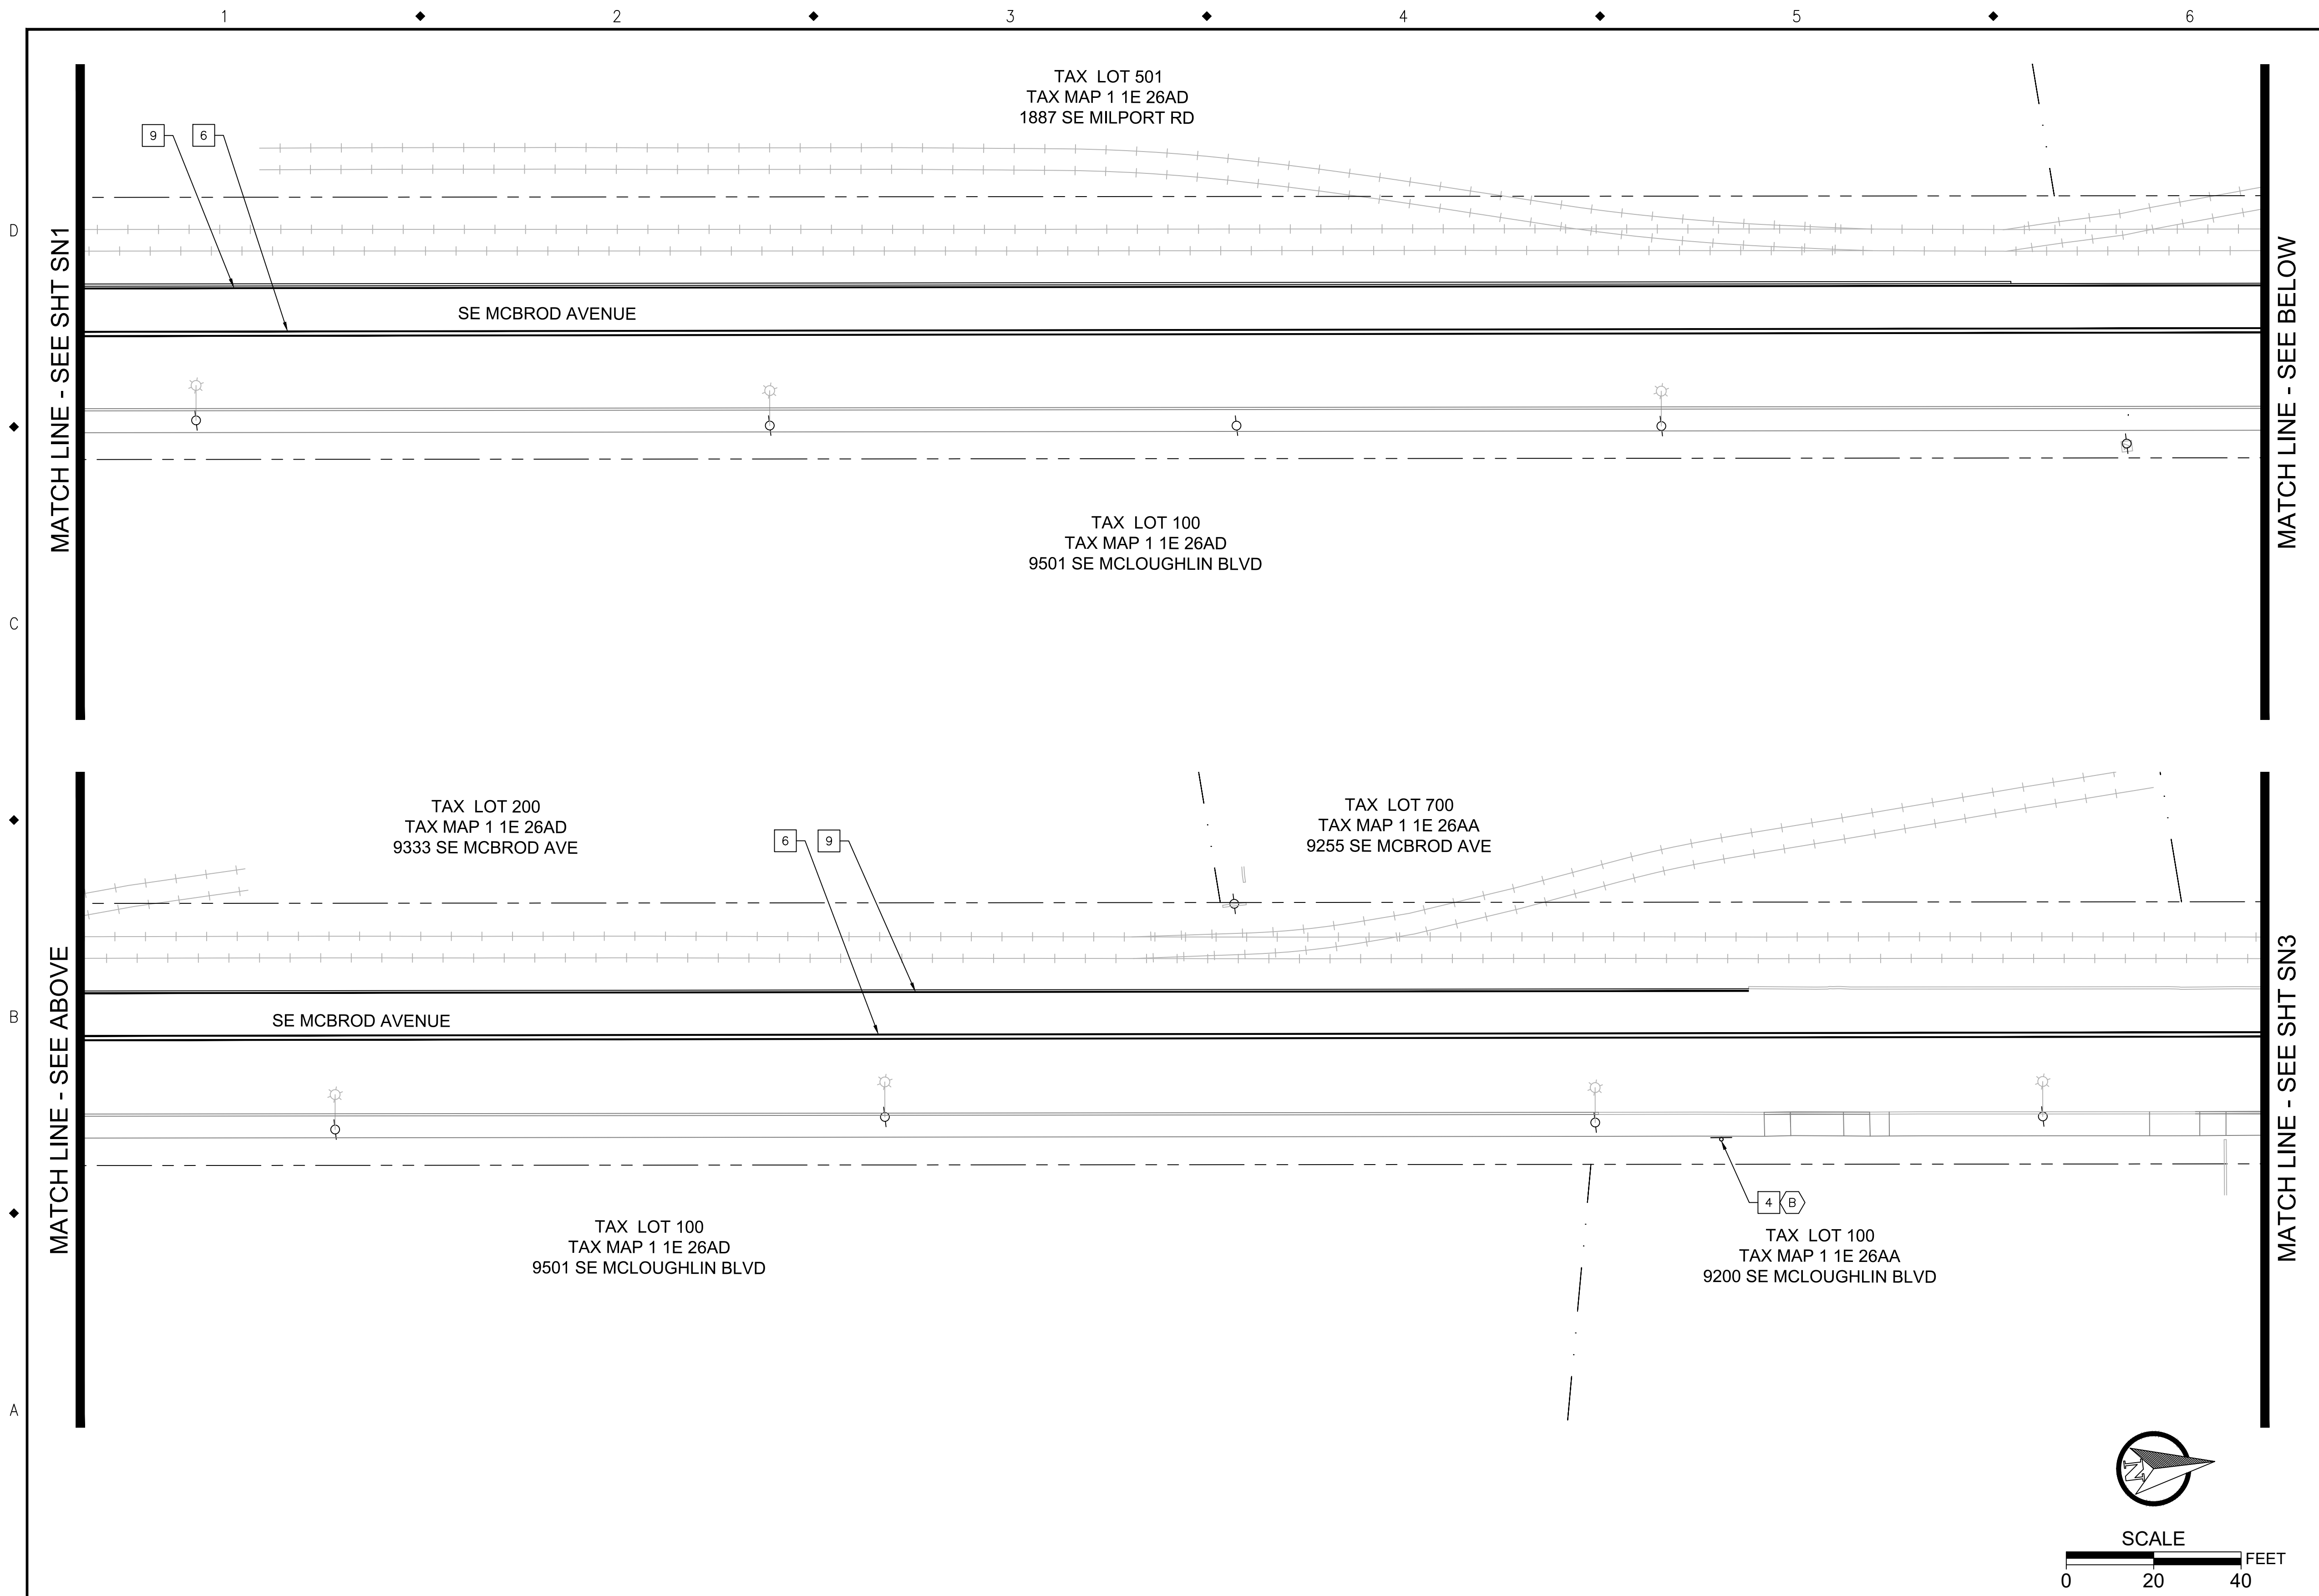 1 2 3 4 5 6
TAX LOT 501
TAX MAP 1 1E 26AD
1887 SE MILPORT RD
9 6
D
MATCH LINE - SEE SHT SN1
SE MCBROD AVENUE
MATCH LINE - SEE BELOW
TAX LOT 100
TAX MAP 1 1E 26AD
9501 SE MCLOUGHLIN BLVD
C
TAX LOT 200
TAX MAP 1 1E 26AD
9333 SE MCBROD AVE
6 9
TAX LOT 700
TAX MAP 1 1E 26AA
9255 SE MCBROD AVE
MATCH LINE - SEE ABOVE
B
SE MCBROD AVENUE
MATCH LINE - SEE SHT SN3
4 B
TAX LOT 100
TAX MAP 1 1E 26AD
9501 SE MCLOUGHLIN BLVD
TAX LOT 100
TAX MAP 1 1E 26AA
9200 SE MCLOUGHLIN BLVD
A
N
SCALE
FEET
0 20 40